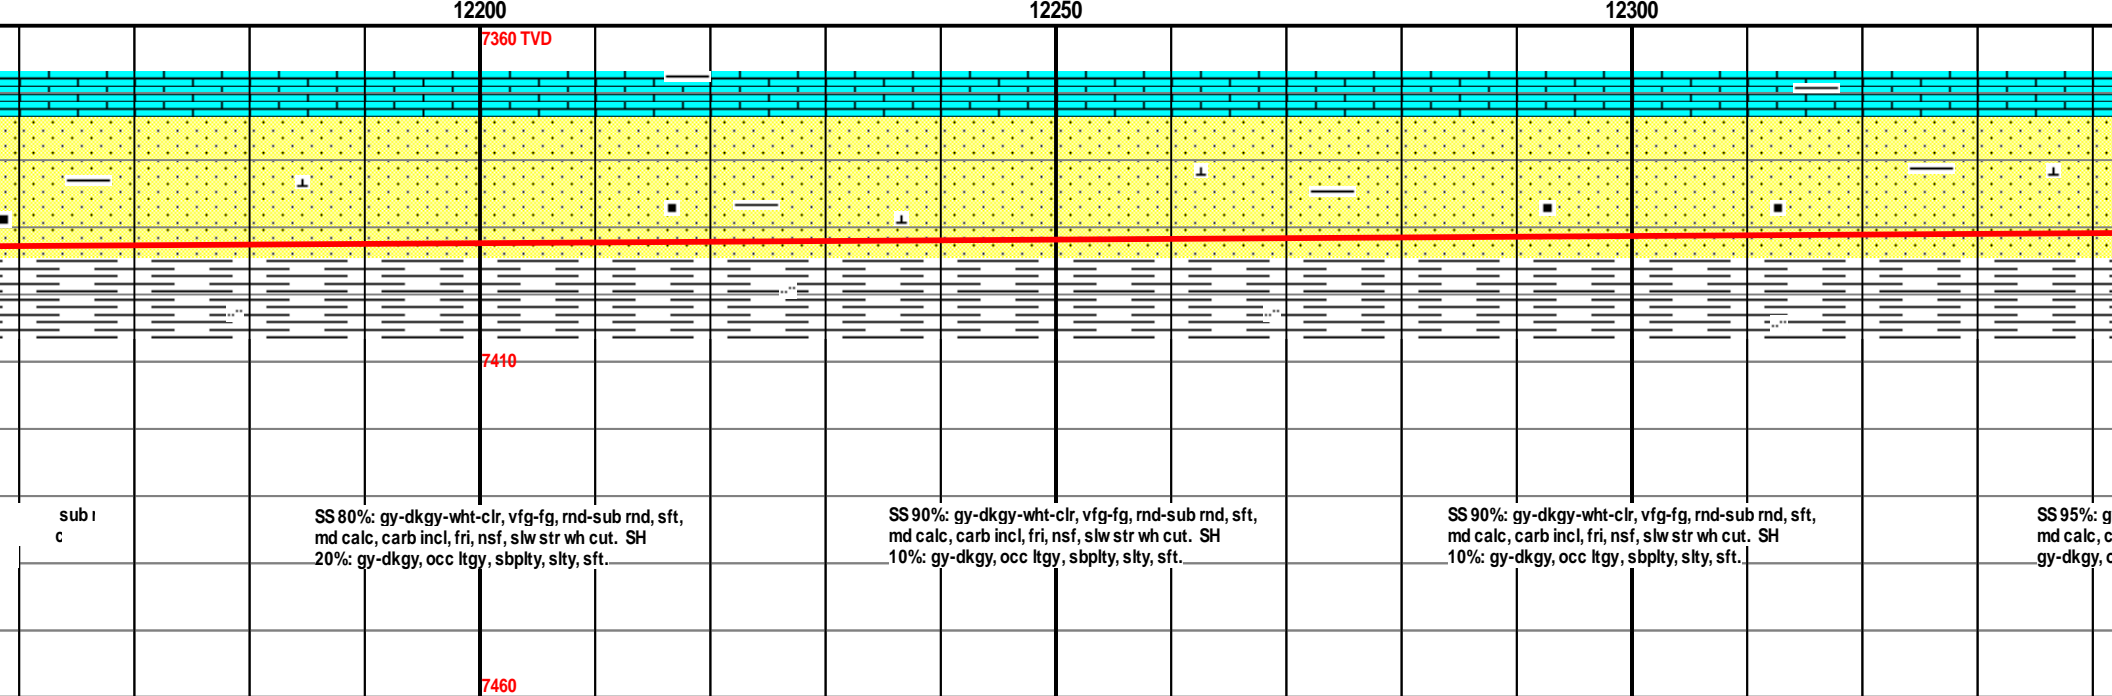 12200
12250
12300
7360 TVD
7410
sub
SS 80%: gy-dkgy-wht-clr, vfg-fg, rnd-sub rnd, sft,
md calc, carb incl, fri, nsf, slw str wh cut. SH
20%: gy-dkgy, occ ltgy, sbplty, slty, sft.
SS 90%: gy-dkgy-wht-clr, vfg-fg, rnd-sub rnd, sft,
md calc, carb incl, fri, nsf, slw str wh cut. SH
10%: gy-dkgy, occ ltgy, sbplty, slty, sft.
SS 90%: gy-dkgy-wht-clr, vfg-fg, rnd-sub rnd, sft,
md calc, carb incl, fri, nsf, slw str wh cut. SH
10%: gy-dkgy, occ ltgy, sbplty, slty, sft.
SS 95%: g
md calc, c
gy-dkgy, o
7460